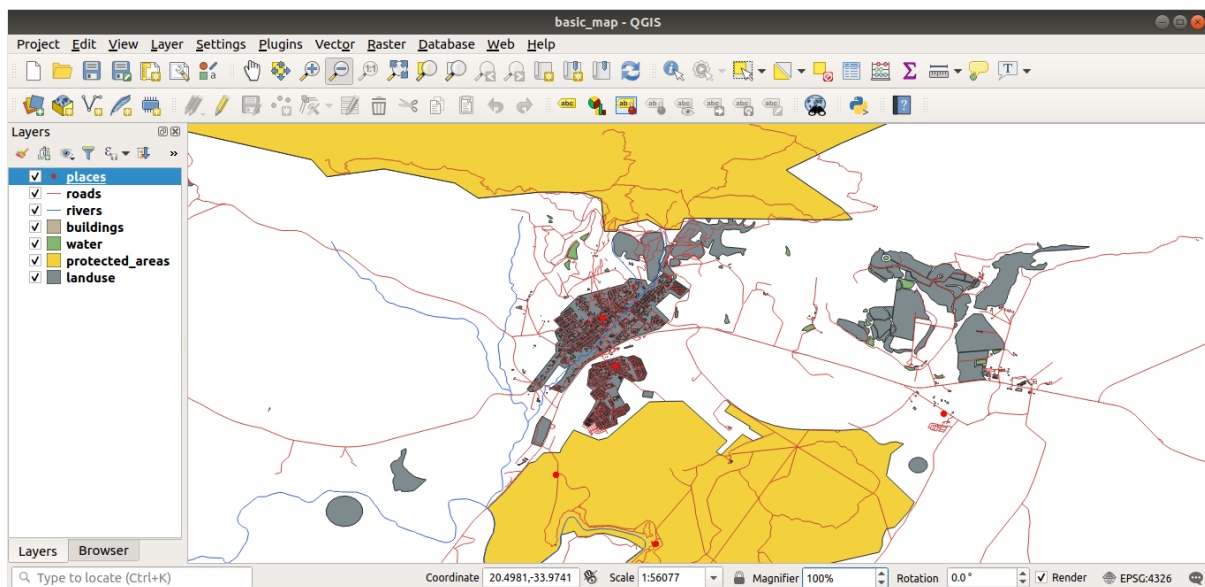 basic_map - QGIS
Project Edit View Layer Settings Plugins Vector Raster Database Web Help
Layers
»
places
roads
rivers
buildings
water
protected_areas
landuse
Layers Browser
Type to locate (Ctrl+K) Coordinate 20.4981,-33.9741 Scale 1:56077 Magnifier 100% Rotation 0.0 ° Render EPSG:4326